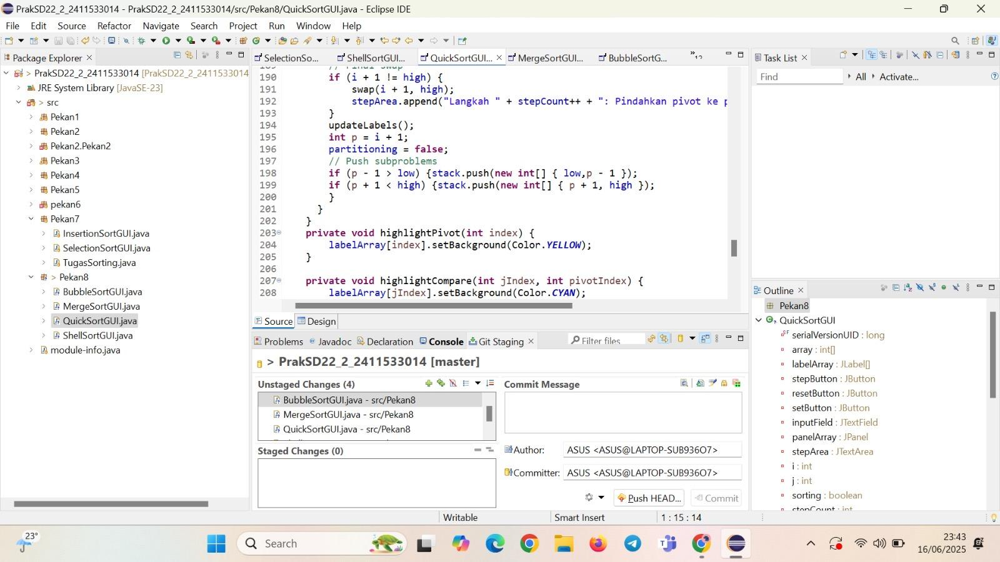 PrakSD22_2_2411533014 - PrakSD22_2_2411533014/src/Pekan8/QuickSortGUI.java - Eclipse IDE
File Edit Source Refactor Navigate Search Project Run Window Help
Package Explorer
> PrakSD22_2_2411533014 [PrakSD22_2_2411533014
JRE System Library [JavaSE-23]
> src
Pekan1
Pekan2
Pekan2.Pekan2
Pekan3
Pekan4
Pekan5
pekan6
Pekan7
InsertionSortGUI.java
SelectionSortGUI.java
TugasSorting.java
> Pekan8
BubbleSortGUI.java
MergeSortGUI.java
QuickSortGUI.java
ShellSortGUI.java
module-info.java
SelectionSo... ShellSortGUI... QuickSortGUI... MergeSortGUI... BubbleSortG... »12
189 // Final swap
190 if (i + 1 != high) {
191 swap(i + 1, high);
192 stepArea.append("Langkah " + stepCount++ + ": Pindahkan pivot ke p
193 }
194 updateLabels();
195 int p = i + 1;
196 partitioning = false;
197 // Push subproblems
198 if (p - 1 > low) {stack.push(new int[] { low,p - 1 });
199 if (p + 1 < high) {stack.push(new int[] { p + 1, high });
200 }
201 }
202 }
203 private void highlightPivot(int index) {
204 labelArray[index].setBackground(Color.YELLOW);
205 }
206
207 private void highlightCompare(int jIndex, int pivotIndex) {
208 labelArray[jIndex].setBackground(Color.CYAN);
Source Design
Problems Javadoc Declaration Console Git Staging Filter files
> PrakSD22_2_2411533014 [master]
Unstaged Changes (4)
BubbleSortGUI.java - src/Pekan8
MergeSortGUI.java - src/Pekan8
QuickSortGUI.java - src/Pekan8
Staged Changes (0)
Commit Message
Author: ASUS <ASUS@LAPTOP-SUB936O7>
Committer: ASUS <ASUS@LAPTOP-SUB936O7>
Push HEAD... Commit
Task List
Find All Activate...
Outline
Pekan8
QuickSortGUI
serialVersionUID : long
array : int[]
labelArray : JLabel[]
stepButton : JButton
resetButton : JButton
setButton : JButton
inputField : JTextField
panelArray : JPanel
stepArea : JTextArea
i : int
j : int
sorting : boolean
stepCount : int
Writable Smart Insert 1 : 15 : 14
23°
Search
23:43
16/06/2025